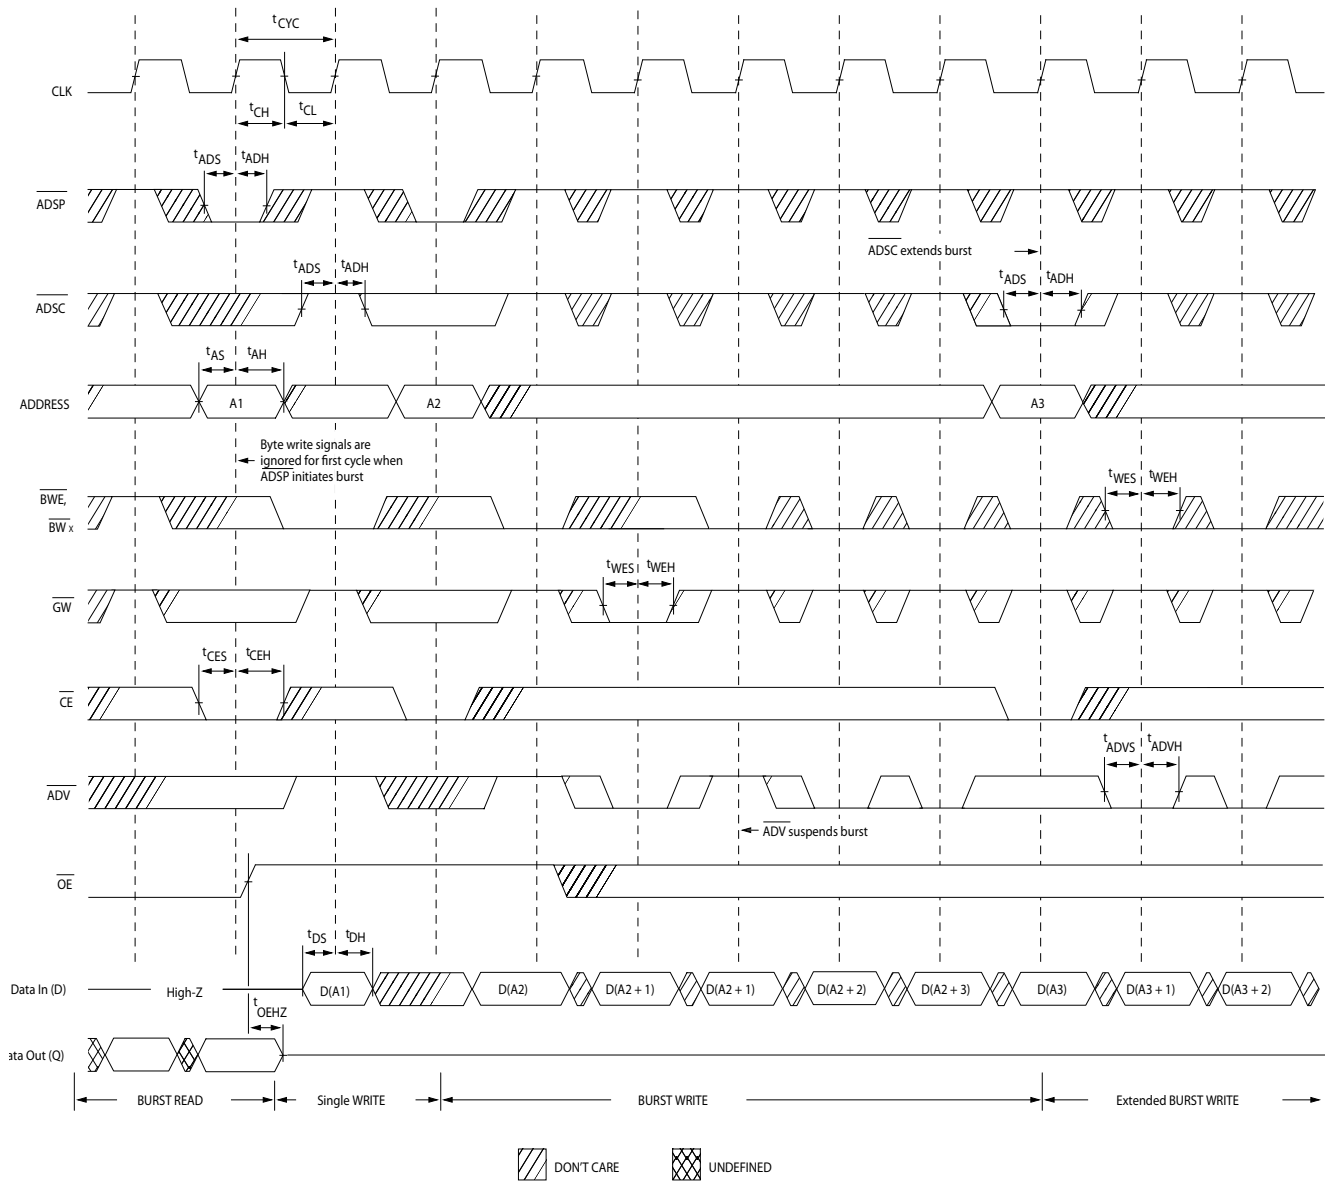 tCYC
CLK
tCH
tCL
tADS
tADH
ADSP
ADSC extends burst
tADS
tADH
tADS
tADH
ADSC
tAS
tAH
ADDRESS
A1
A2
A3
Byte write signals are
ignored for first cycle when
ADSP initiates burst
BWE,
BW x
tWES
tWEH
tWES
tWEH
GW
tCES
tCEH
CE
tADVS
tADVH
ADV
ADV suspends burst
OE
tDS
tDH
Data In (D)
High-Z
D(A1)
D(A2)
D(A2 + 1)
D(A2 + 1)
D(A2 + 2)
D(A2 + 3)
D(A3)
D(A3 + 1)
D(A3 + 2)
tOEHZ
ata Out (Q)
BURST READ
Single WRITE
BURST WRITE
Extended BURST WRITE
DON'T CARE
UNDEFINED